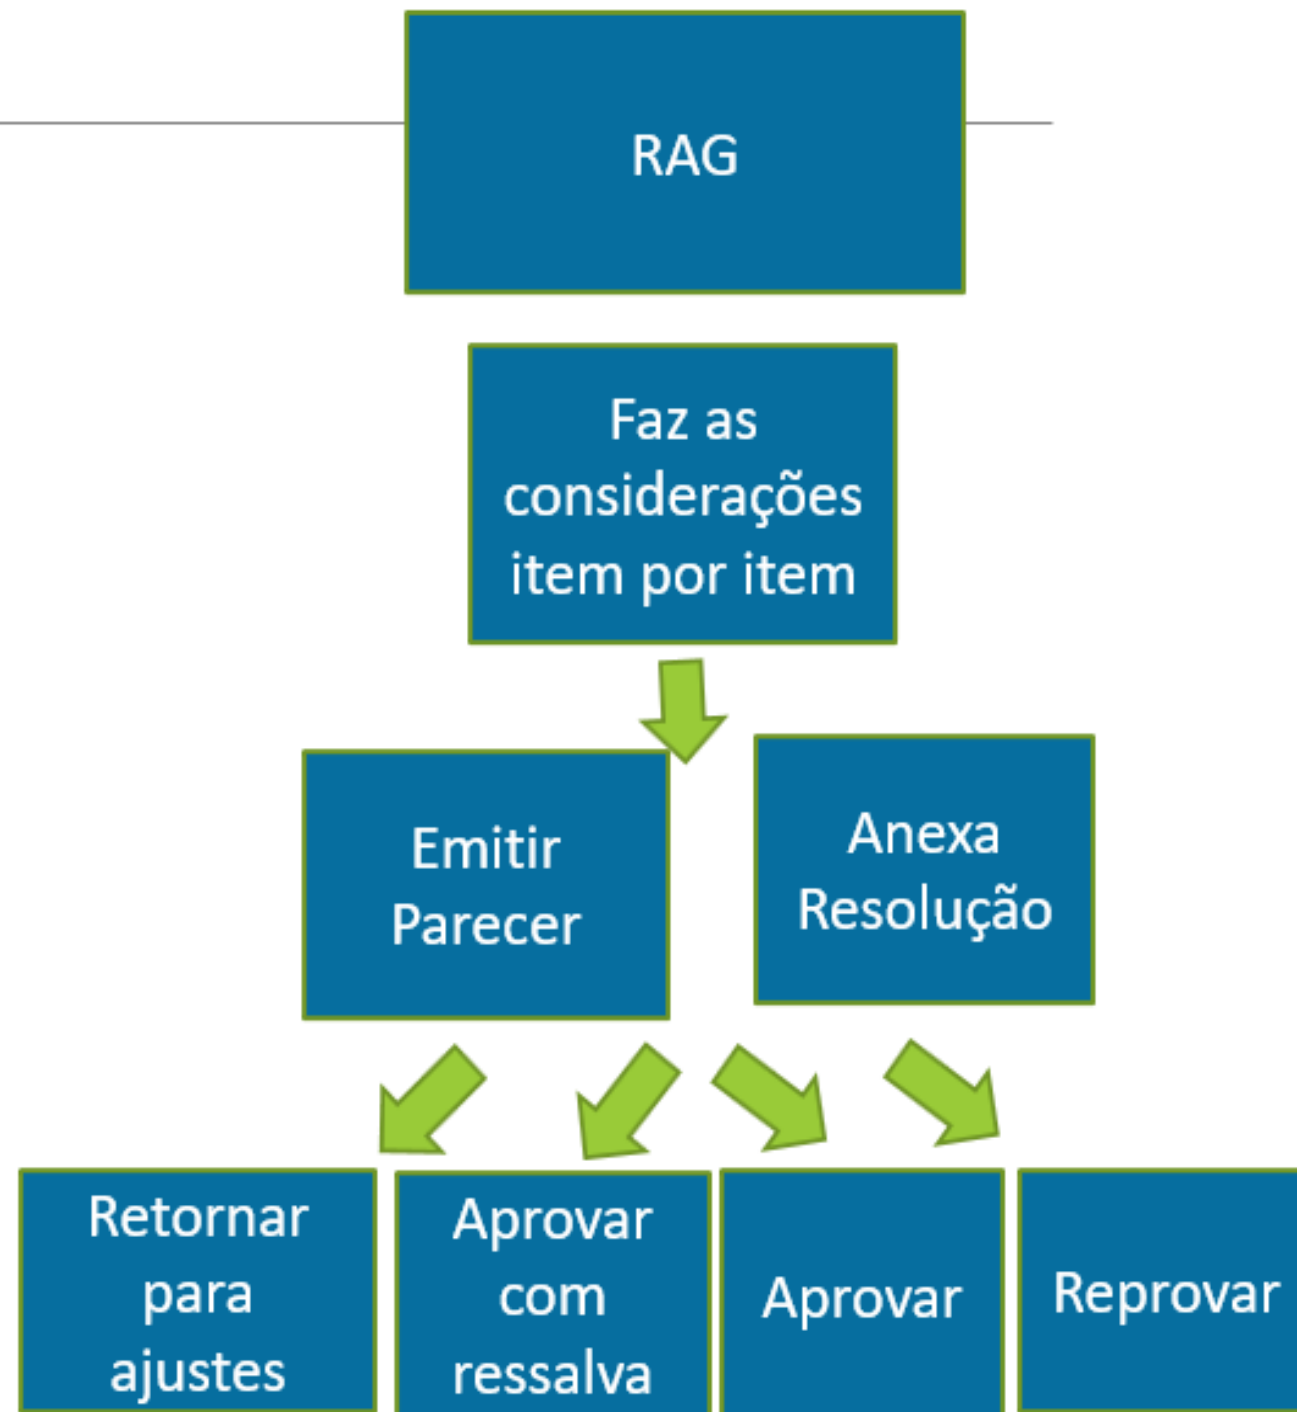 RAG
Faz as
considerações
item por item
Emitir
Parecer
Anexa
Resolução
Retornar
para
ajustes
Aprovar
com
ressalva
Aprovar
Reprovar